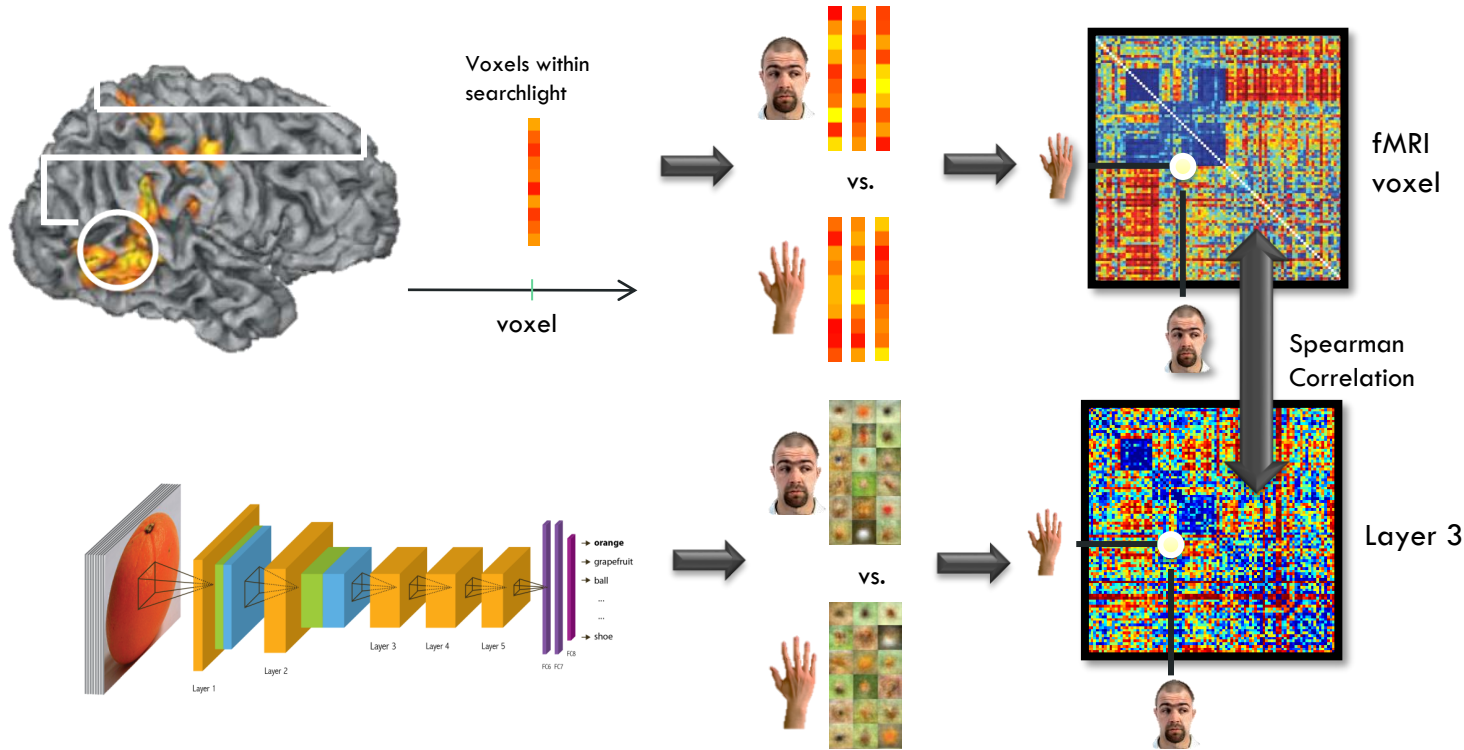 Voxels within
searchlight
voxel
vs.
fMRI
voxel
Spearman
Correlation
Layer 1
Layer 2
Layer 3
Layer 4
Layer 5
FC6
FC7
FC8
orange
grapefruit
ball
...
...
shoe
vs.
Layer 3